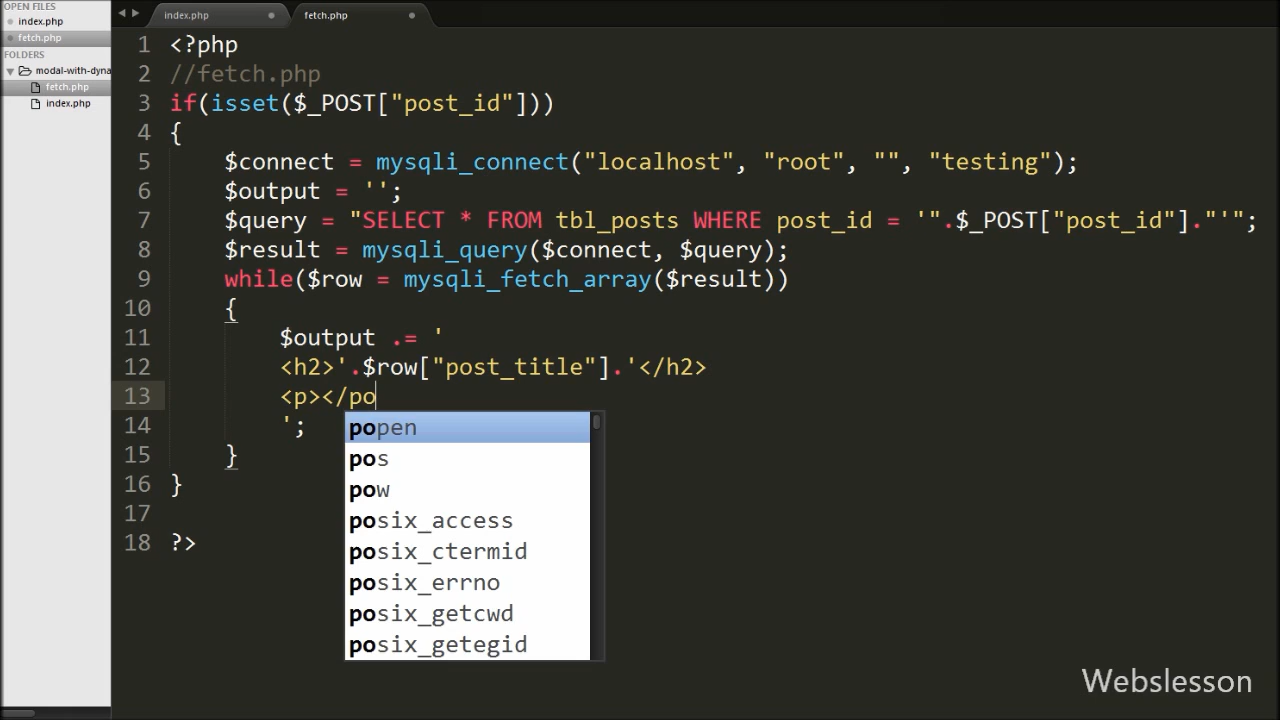 OPEN FILES
index.php
fetch.php
FOLDERS
modal-with-dyna
fetch.php
index.php
index.php
fetch.php
1 <?php
2 //fetch.php
3 if(isset($_POST["post_id"]))
4 {
5 $connect = mysqli_connect("localhost", "root", "", "testing");
6 $output = '';
7 $query = "SELECT * FROM tbl_posts WHERE post_id = '".$_POST["post_id"]."'";
8 $result = mysqli_query($connect, $query);
9 while($row = mysqli_fetch_array($result))
10 {
11 $output .= '
12 <h2>'.$row["post_title"].'</h2>
13 <p></po
14 ';
15 }
16 }
17
18 ?>
popen
pos
pow
posix_access
posix_ctermid
posix_errno
posix_getcwd
posix_getegid
Webslesson